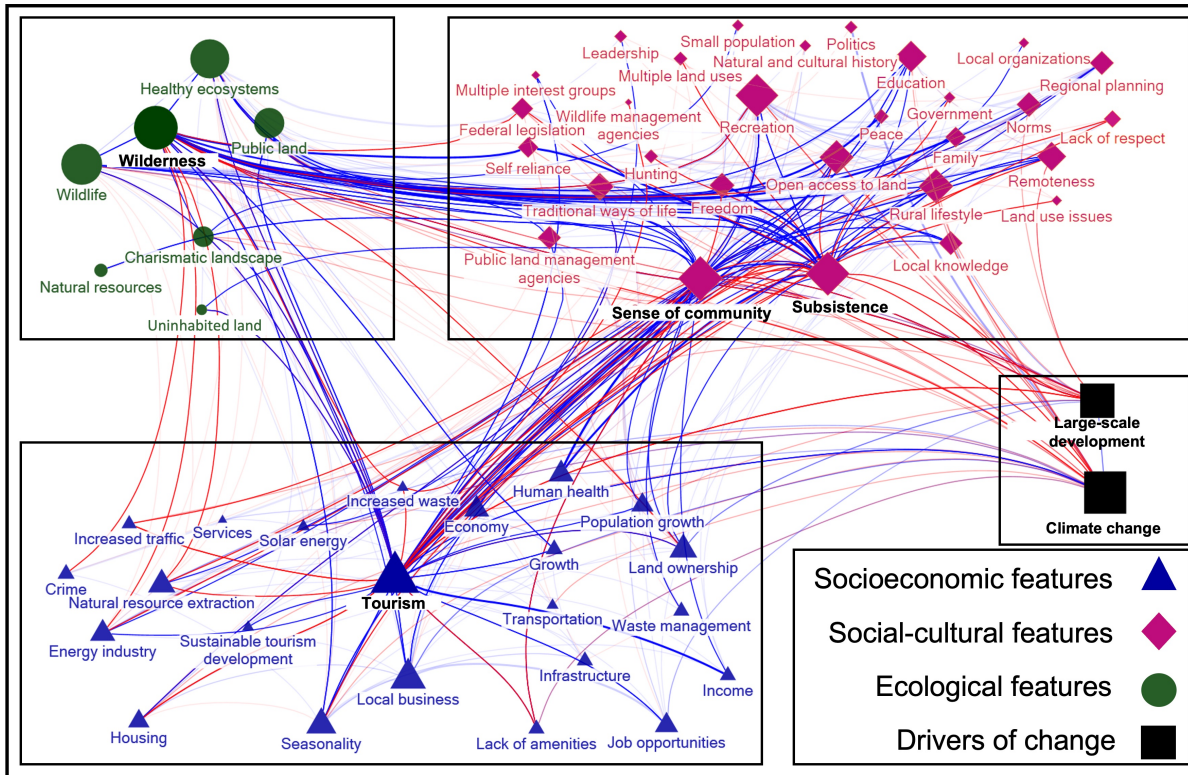 Healthy ecosystems
Wilderness
Public land
Wildlife
Charismatic landscape
Natural resources
Uninhabited land
Leadership
Small population
Politics
Natural and cultural history
Local organizations
Multiple land uses
Education
Regional planning
Multiple interest groups
Wildlife management
agencies
Government
Federal legislation
Recreation
Peace
Norms
Lack of respect
Self reliance
Hunting
Family
Open access to land
Remoteness
Traditional ways of life
Freedom
Rural lifestyle
Land use issues
Public land management
agencies
Local knowledge
Sense of community
Subsistence
Large-scale
development
Climate change
Human health
Increased waste
Economy
Population growth
Increased traffic
Services
Solar energy
Growth
Land ownership
Crime
Natural resource extraction
Tourism
Transportation
Waste management
Energy industry
Sustainable tourism
development
Infrastructure
Income
Local business
Housing
Seasonality
Lack of amenities
Job opportunities
Socioeconomic features
Social-cultural features
Ecological features
Drivers of change